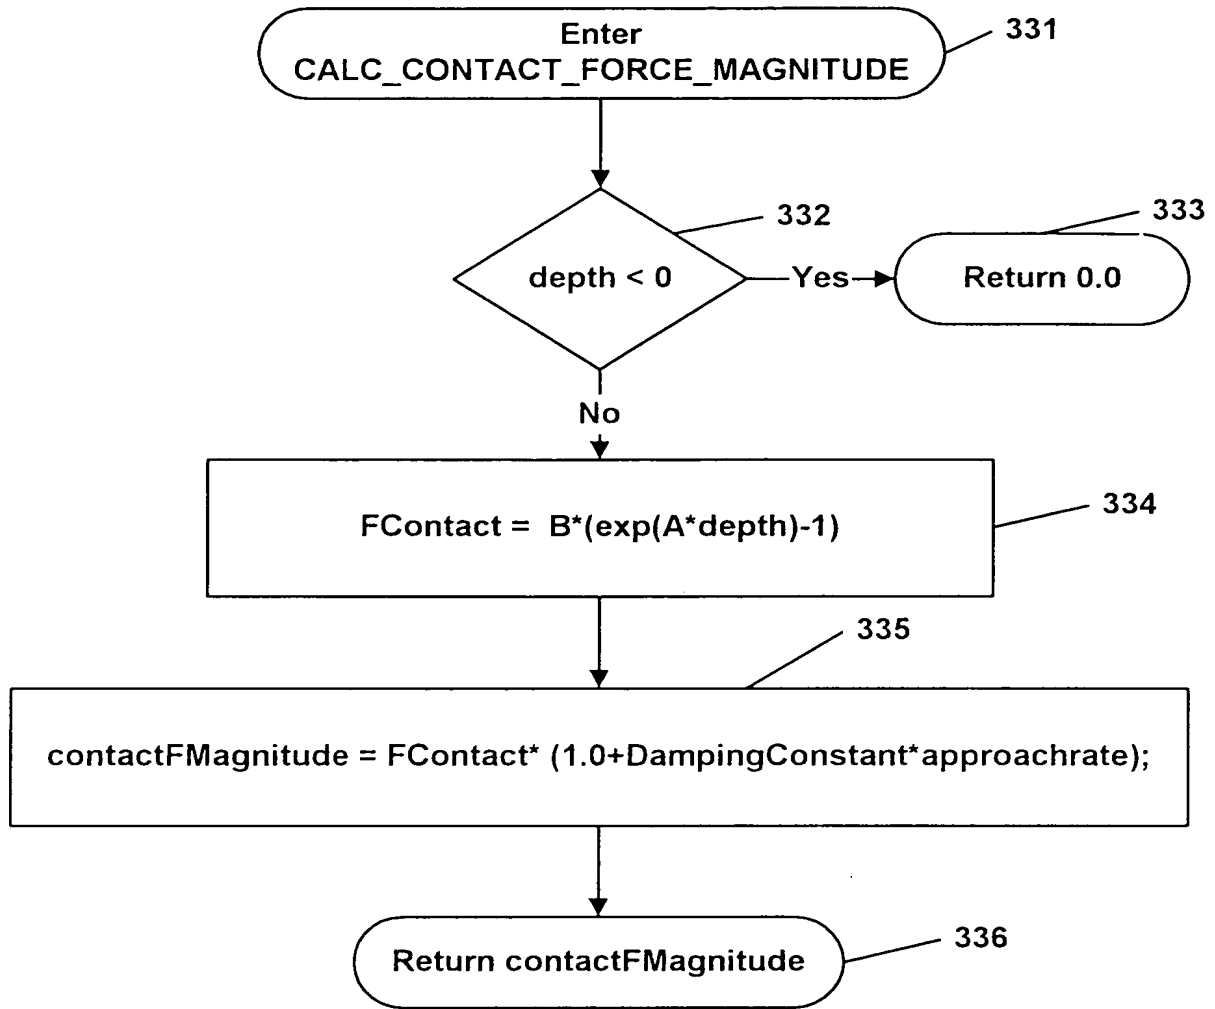 Enter
CALC_CONTACT_FORCE_MAGNITUDE
331
332
333
depth < 0
Yes
Return 0.0
No
FContact = B*(exp(A*depth)-1)
334
335
contactFMagnitude = FContact* (1.0+DampingConstant*approachrate);
Return contactFMagnitude
336